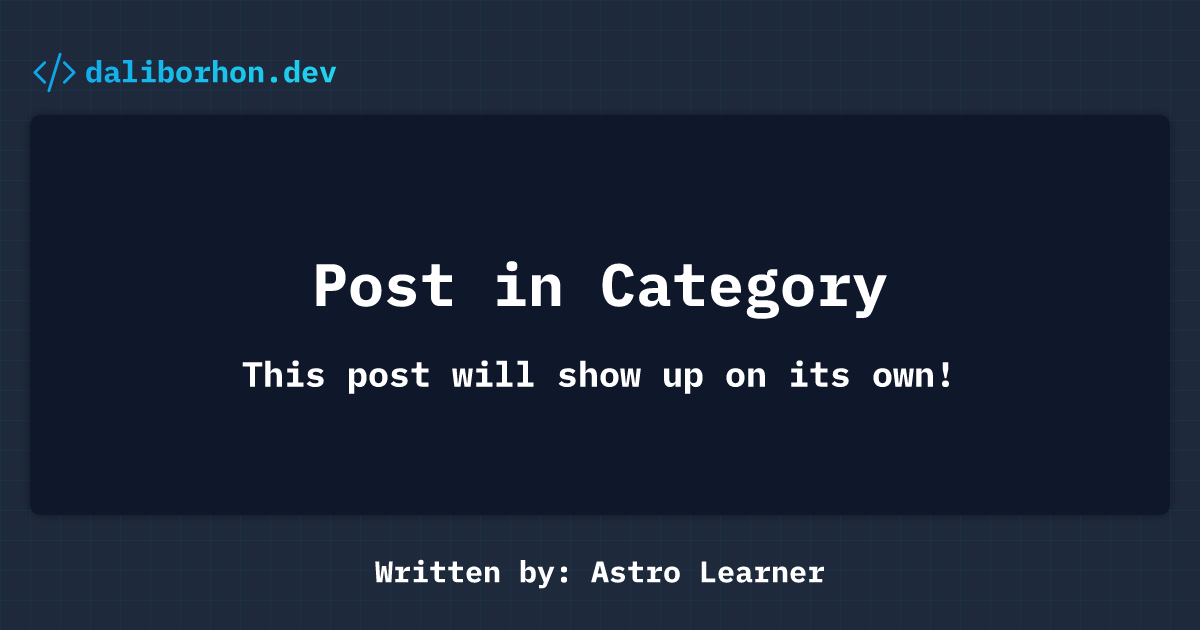 daliborhon.dev
Post in Category
This post will show up on its own!
Written by: Astro Learner